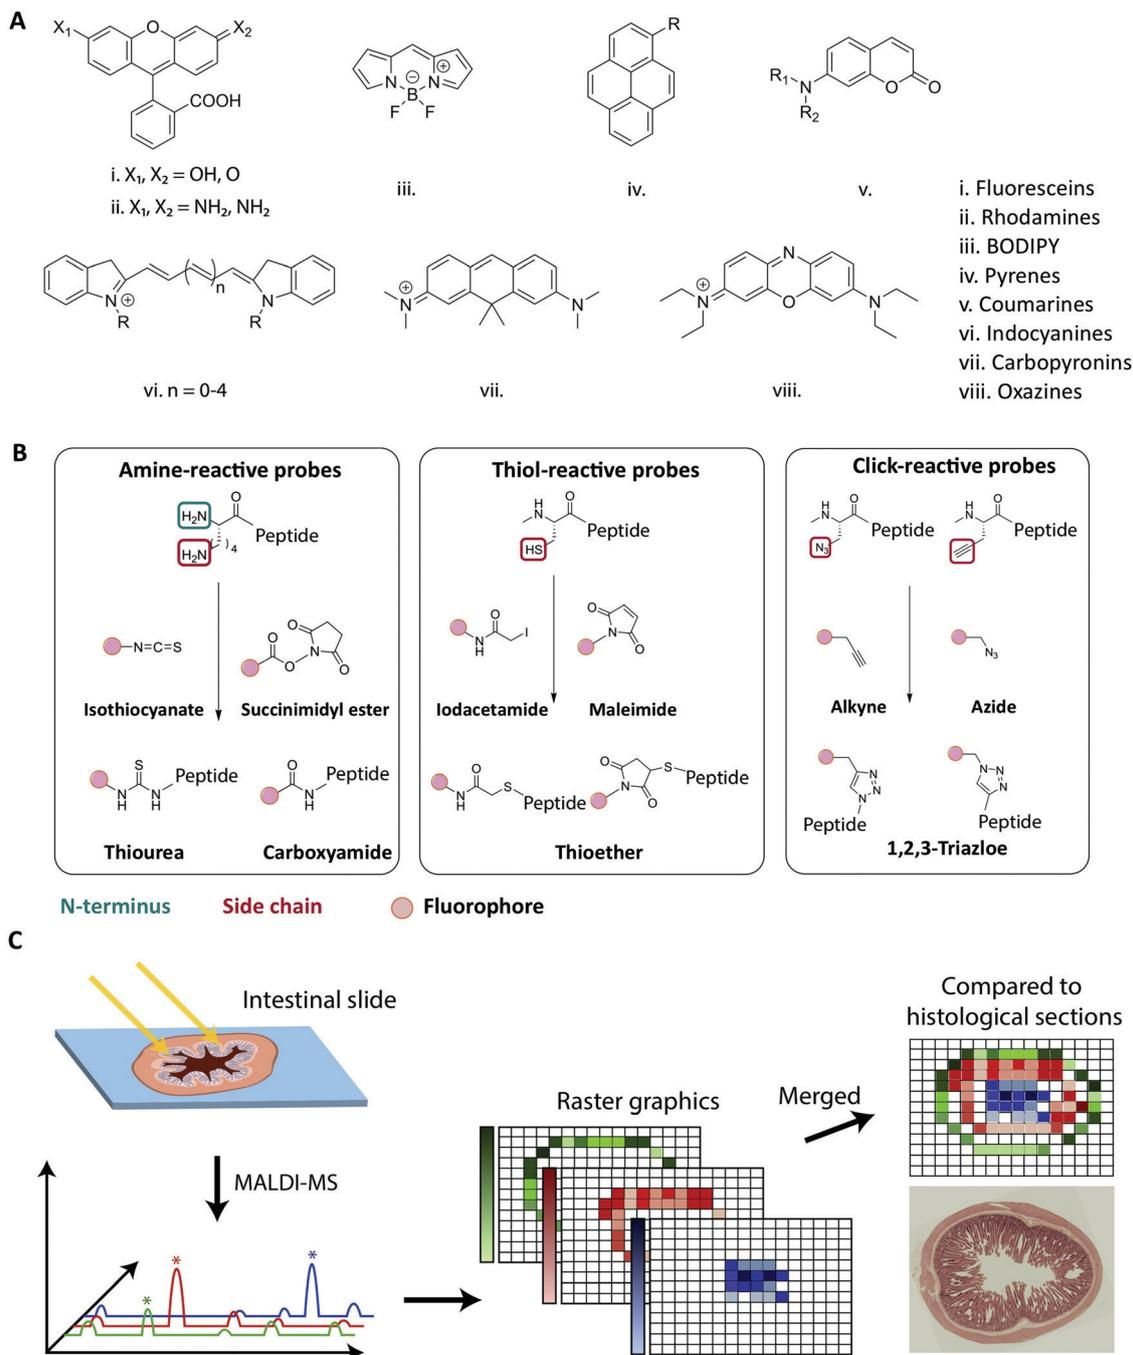 A
X1
O
X2
COOH
i. X1, X2 = OH, O
ii. X1, X2 = NH2, NH2
N
⊖
B
⊕
N
F
F
iii.
R
iv.
R1
N
R2
O
O
v.
i. Fluoresceins
ii. Rhodamines
iii. BODIPY
iv. Pyrenes
v. Coumarines
vi. Indocyanines
vii. Carbopyronins
viii. Oxazines
N
⊕
R
n
N
R
vi. n = 0-4
⊕
N
N
vii.
⊕
N
N
O
N
viii.
B
Amine-reactive probes
H2N
O
H2N
4
Peptide
N=C=S
O
O
O
N
O
Isothiocyanate
Succinimidyl ester
S
N
H
N
H
Peptide
O
N
H
Peptide
Thiourea
Carboxyamide
Thiol-reactive probes
H
N
O
HS
Peptide
O
N
H
I
O
N
O
Iodacetamide
Maleimide
O
N
H
S
Peptide
O
N
O
S
Peptide
Thioether
Click-reactive probes
H
N
O
N3
Peptide
H
N
O
Peptide
N3
Alkyne
Azide
N
N
N
Peptide
N
N
N
Peptide
1,2,3-Triazloe
N-terminus
Side chain
Fluorophore
C
Intestinal slide
MALDI-MS
*
*
*
Raster graphics
Merged
Compared to
histological sections